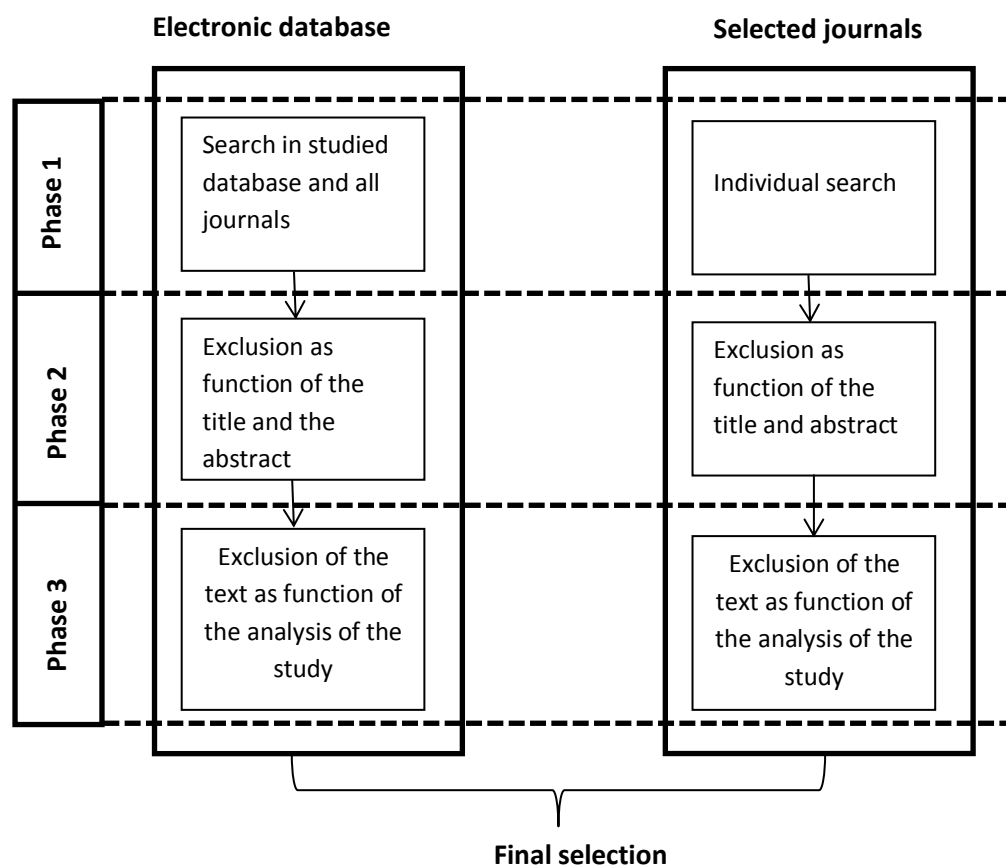 Electronic database
Selected journals
Phase 1
Search in studied
database and all
journals
Individual search
Phase 2
Exclusion as
function of the
title and the
abstract
Exclusion as
function of the
title and abstract
Phase 3
Exclusion of the
text as function of
the analysis of the
study
Exclusion of the
text as function of
the analysis of the
study
Final selection